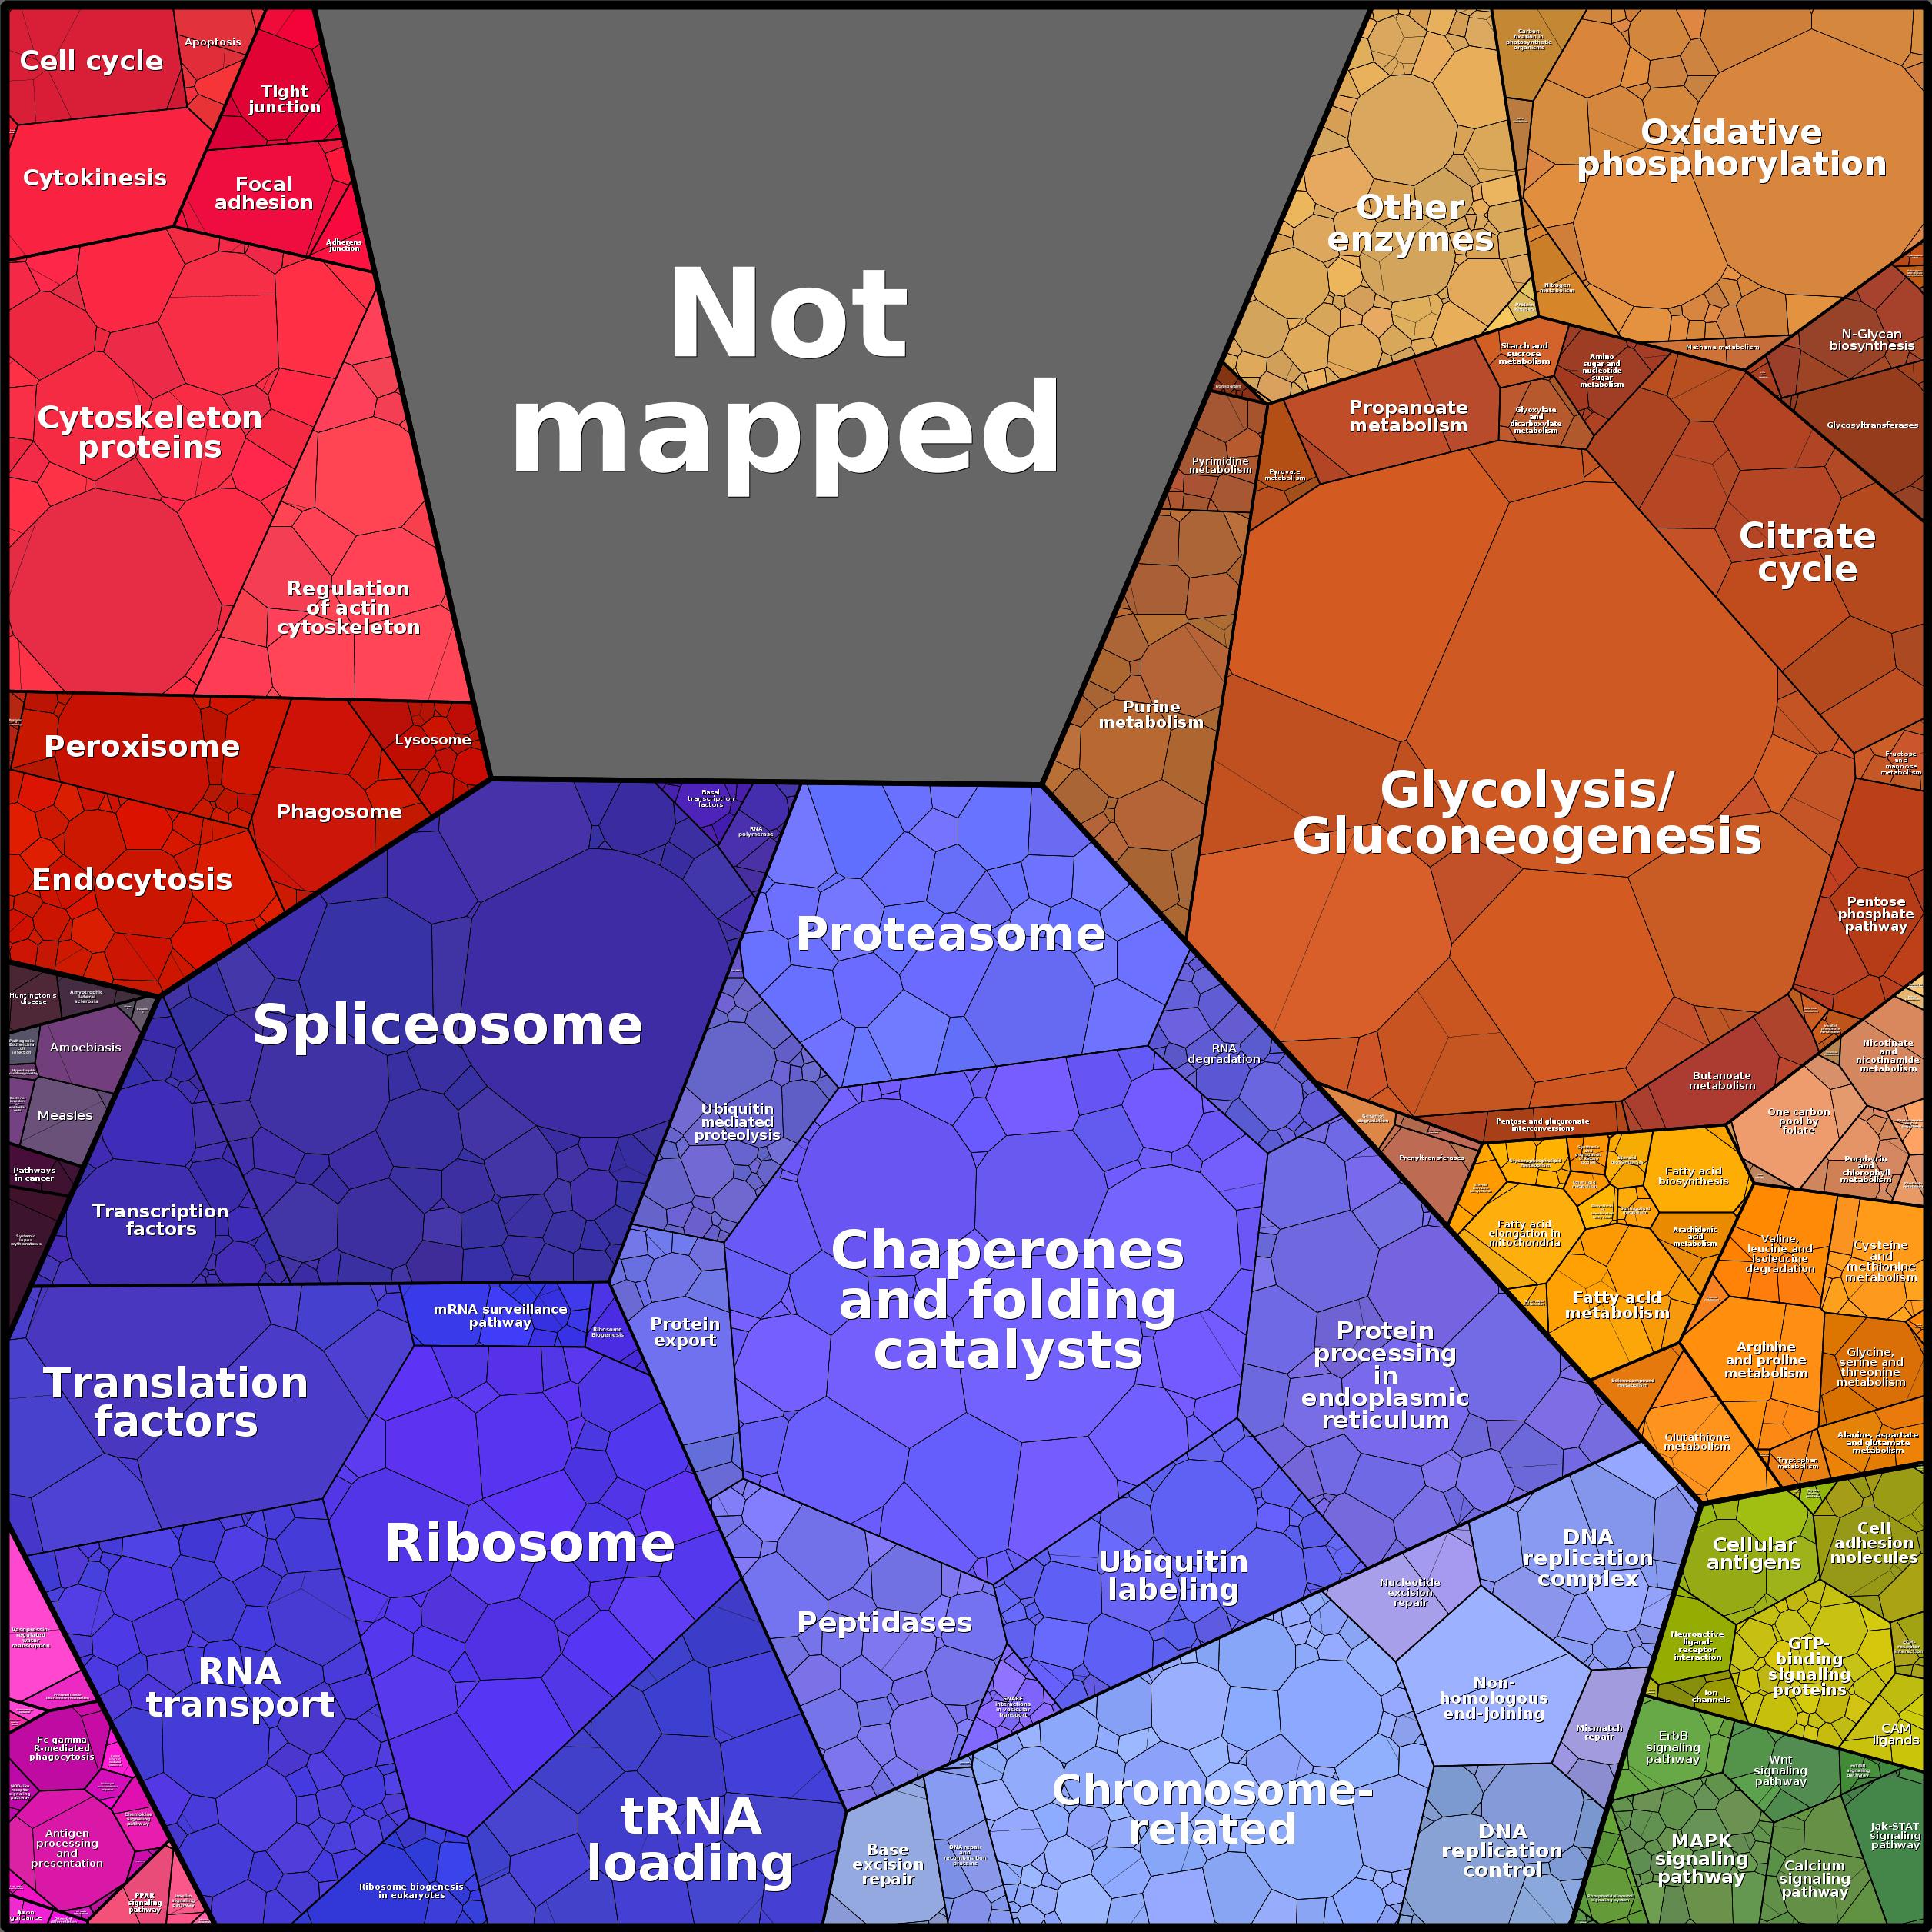 Cell cycle
Apoptosis
Tight
junction
Cytokinesis
Focal
adhesion
Adherens
junction
Cytoskeleton
proteins
Regulation
of actin
cytoskeleton
Peroxisome
Lysosome
Phagosome
Endocytosis
Not
mapped
Other
enzymes
Carbon
fixation in
photosynthetic
organisms
Oxidative
phosphorylation
Nitrogen
metabolism
Methane metabolism
N-Glycan
biosynthesis
Glycosyltransferases
Starch and
sucrose
metabolism
Amino
sugar and
nucleotide
sugar
metabolism
Propanoate
metabolism
Glyoxylate
and
dicarboxylate
metabolism
Pyruvate
metabolism
Pyrimidine
metabolism
Purine
metabolism
Citrate
cycle
Glycolysis/
Gluconeogenesis
Fructose
and
mannose
metabolism
Pentose
phosphate
pathway
Butanoate
metabolism
Pentose and glucuronate
interconversions
Prenyltransferases
Nicotinate
and
nicotinamide
metabolism
One carbon
pool by
folate
Porphyrin
and
chlorophyll
metabolism
Fatty acid
biosynthesis
Fatty acid
elongation in
mitochondria
Arachidonic
acid
metabolism
Fatty acid
metabolism
Valine,
leucine and
isoleucine
degradation
Cysteine
and
methionine
metabolism
Arginine
and proline
metabolism
Glycine,
serine and
threonine
metabolism
Selenocompound
metabolism
Glutathione
metabolism
Alanine, aspartate
and glutamate
metabolism
Tryptophan
metabolism
Huntington's
disease
Amyotrophic
lateral
sclerosis
Amoebiasis
Measles
Pathways
in cancer
Systemic
lupus
erythematosus
Basal
transcription
factors
RNA
polymerase
Spliceosome
Transcription
factors
Proteasome
RNA
degradation
Ubiquitin
mediated
proteolysis
Chaperones
and folding
catalysts
Protein
export
Protein
processing
in
endoplasmic
reticulum
mRNA surveillance
pathway
Ribosome
Biogenesis
Translation
factors
Ribosome
RNA
transport
tRNA
loading
Ribosome biogenesis
in eukaryotes
Peptidases
Ubiquitin
labeling
SNARE
interactions
in vesicular
transport
Nucleotide
excision
repair
DNA
replication
complex
Non-
homologous
end-joining
Mismatch
repair
Chromosome-
related
Base
excision
repair
DNA repair
and
recombination
proteins
DNA
replication
control
Cellular
antigens
Cell
adhesion
molecules
Neuroactive
ligand-
receptor
interaction
GTP-
binding
signaling
proteins
Ion
channels
CAM
ligands
ErbB
signaling
pathway
Wnt
signaling
pathway
mTOR
signaling
pathway
MAPK
signaling
pathway
Calcium
signaling
pathway
Jak-STAT
signaling
pathway
Vasopressin-
regulated
water
reabsorption
Fc gamma
R-mediated
phagocytosis
Chemokine
signaling
pathway
Antigen
processing
and
presentation
PPAR
signaling
pathway
Insulin
signaling
pathway
Axon
guidance